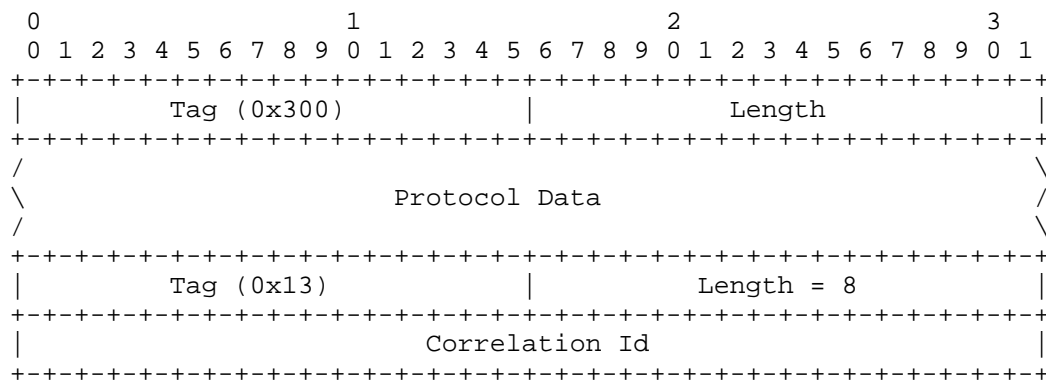 0                   1                   2                   3
0 1 2 3 4 5 6 7 8 9 0 1 2 3 4 5 6 7 8 9 0 1 2 3 4 5 6 7 8 9 0 1
+-+-+-+-+-+-+-+-+-+-+-+-+-+-+-+-+-+-+-+-+-+-+-+-+-+-+-+-+-+-+-+-+
|         Tag (0x300)           |            Length             |
+-+-+-+-+-+-+-+-+-+-+-+-+-+-+-+-+-+-+-+-+-+-+-+-+-+-+-+-+-+-+-+-+
/                                                               \
\                       Protocol Data                           /
/                                                               \
+-+-+-+-+-+-+-+-+-+-+-+-+-+-+-+-+-+-+-+-+-+-+-+-+-+-+-+-+-+-+-+-+
|         Tag (0x13)            |          Length = 8           |
+-+-+-+-+-+-+-+-+-+-+-+-+-+-+-+-+-+-+-+-+-+-+-+-+-+-+-+-+-+-+-+-+
|                         Correlation Id                        |
+-+-+-+-+-+-+-+-+-+-+-+-+-+-+-+-+-+-+-+-+-+-+-+-+-+-+-+-+-+-+-+-+